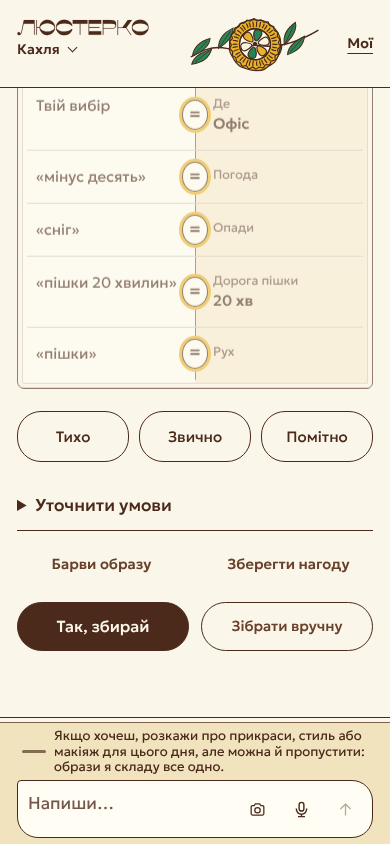 ЛЮСТЕРКО
Кахля
Мої
Твій вибір
=
Де
Офіс
«мінус десять»
=
Погода
«сніг»
=
Опади
«пішки 20 хвилин»
=
Дорога пішки
20 хв
«пішки»
=
Рух
Тихо
Звично
Помітно
Уточнити умови
Барви образу
Зберегти нагоду
Так, збирай
Зібрати вручну
Якщо хочеш, розкажи про прикраси, стиль або
макіяж для цього дня, але можна й пропустити:
образи я складу все одно.
Напиши…